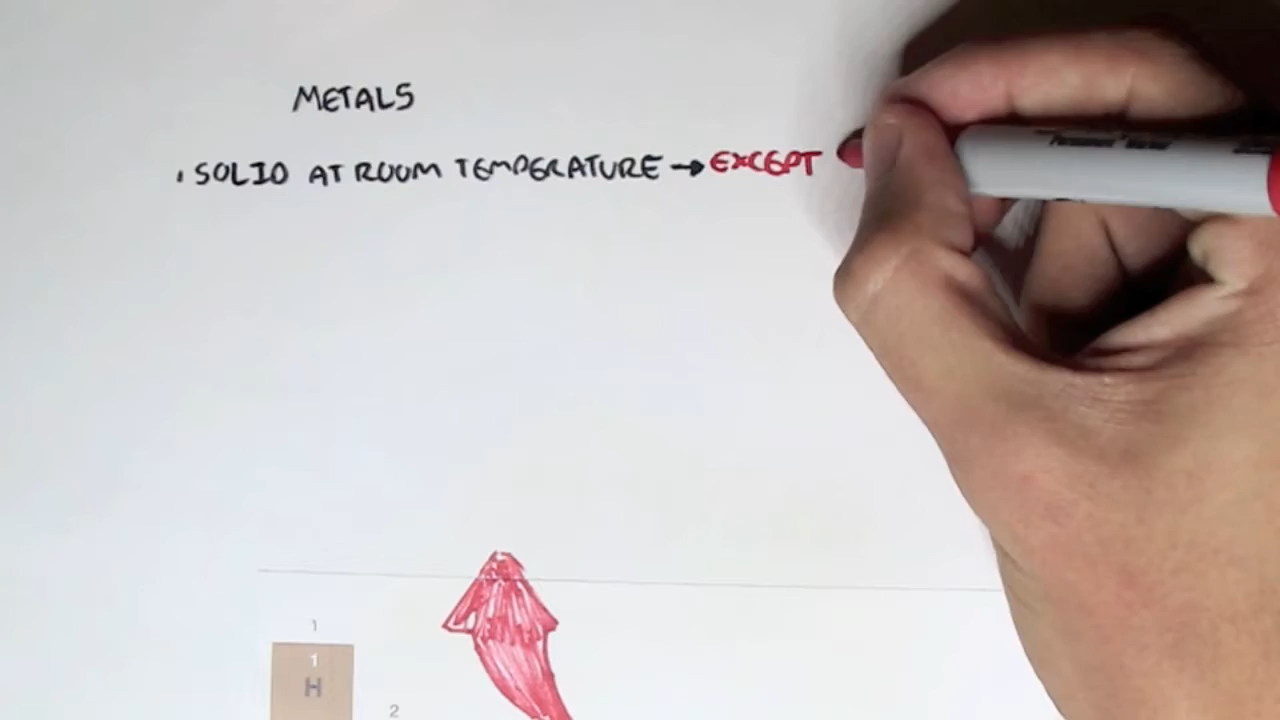 METALS
. SOLID AT ROOM TEMPERATURE → EXCEPT
1
1
H
2